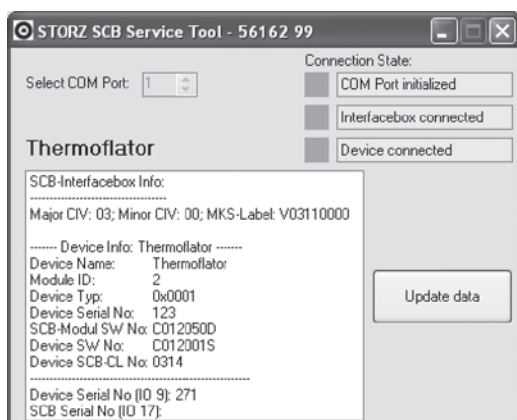 STORZ SCB Service Tool - 56162 99
Connection State:
Select COM Port: 1
COM Port initialized
Interfacebox connected
Thermoflator
Device connected
SCB-Interfacebox Info:
------------------------------------
Major CIV: 03; Minor CIV: 00; MKS-Label: V03110000
------- Device Info: Thermoflator -------
Device Name: Thermoflator
Module ID: 2
Device Typ: 0x0001
Device Serial No: 123
SCB-Modul SW No: C012050D
Device SW No: C012001S
Device SCB-CL No: 0314
----------------------------------------------------------
Device Serial No (IO 9): 271
SCB Serial No (IO 17):
Update data